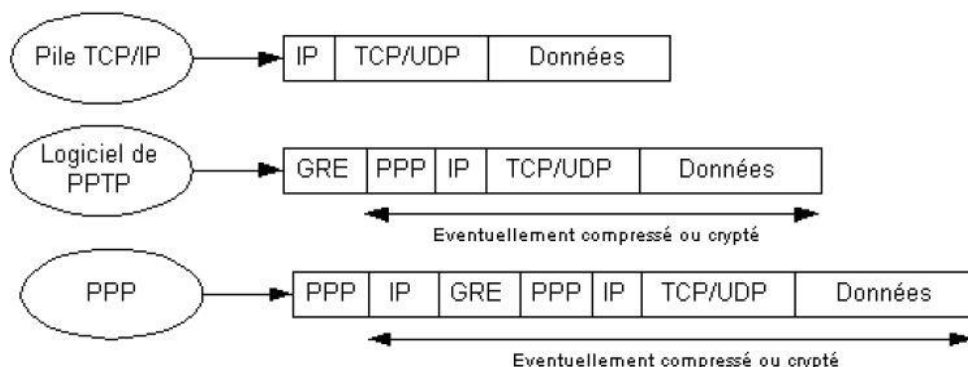 Pile TCP/IP
IP TCP/UDP Données
Logiciel de
PPTP
GRE PPP IP TCP/UDP Données
Eventuellement compressé ou crypté
PPP
PPP IP GRE PPP IP TCP/UDP Données
Eventuellement compressé ou crypté